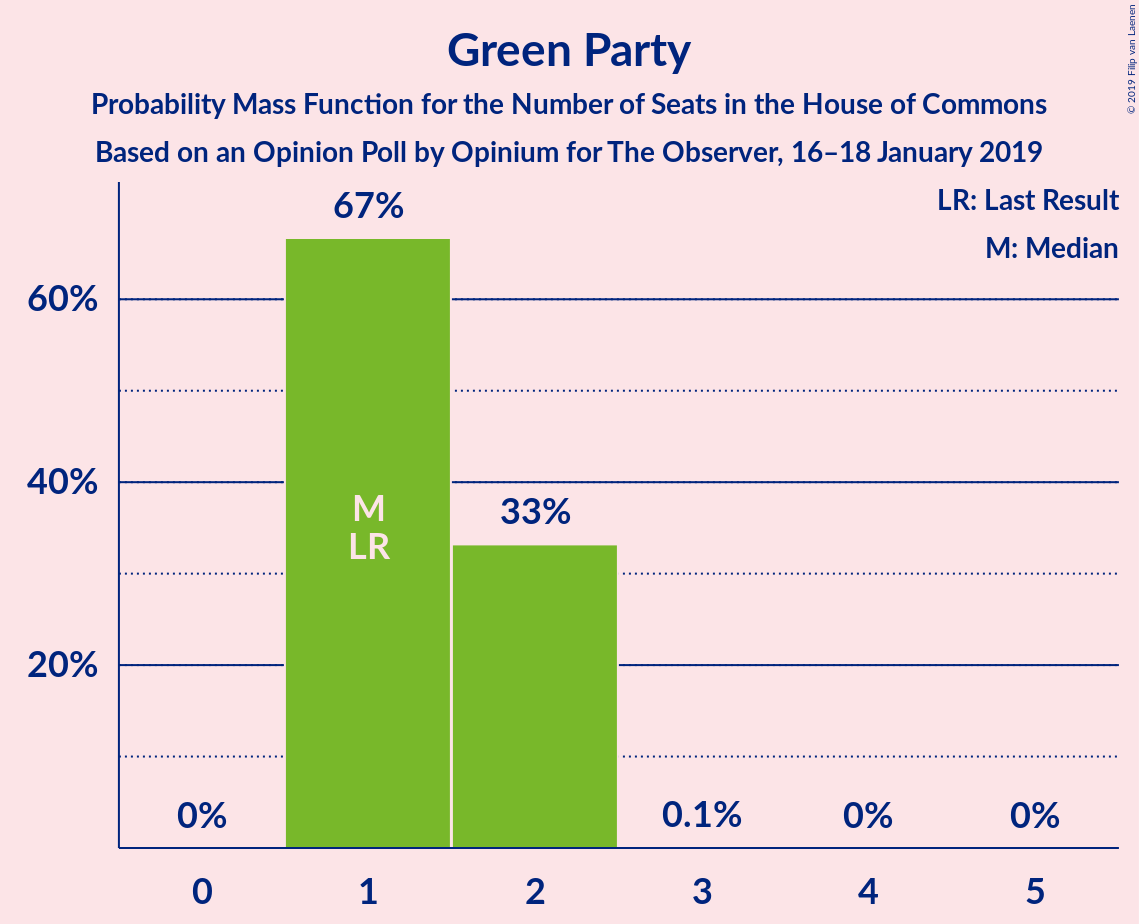 Green Party
Probability Mass Function for the Number of Seats in the House of Commons
Based on an Opinion Poll by Opinium for The Observer, 16–18 January 2019
© 2019 Filip van Laenen
LR: Last Result
M: Median
60%
40%
20%
0%
67%
M
LR
33%
0.1%
0%
0%
0
1
2
3
4
5